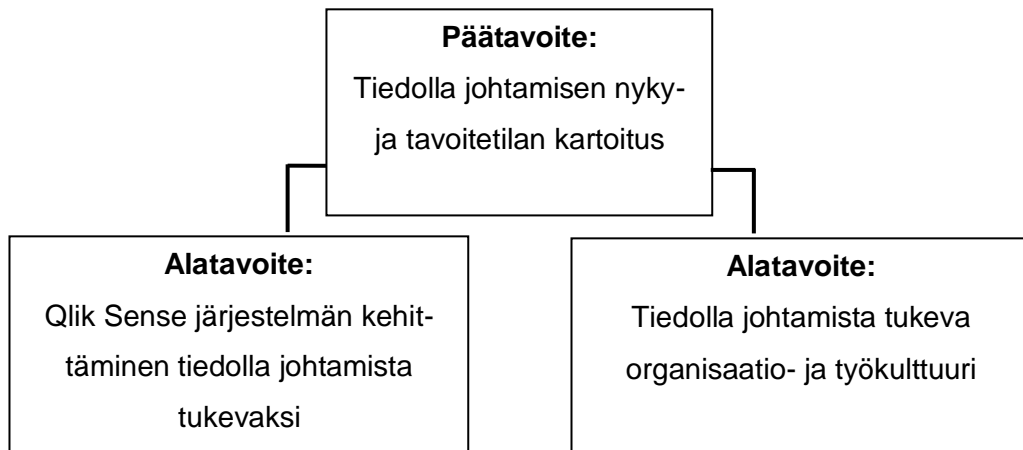 Päätavoite:
Tiedolla johtamisen nyky-
ja tavoitetilan kartoitus
Alatavoite:
Qlik Sense järjestelmän kehit-
täminen tiedolla johtamista
tukevaksi
Alatavoite:
Tiedolla johtamista tukeva
organisaatio- ja työkulttuuri